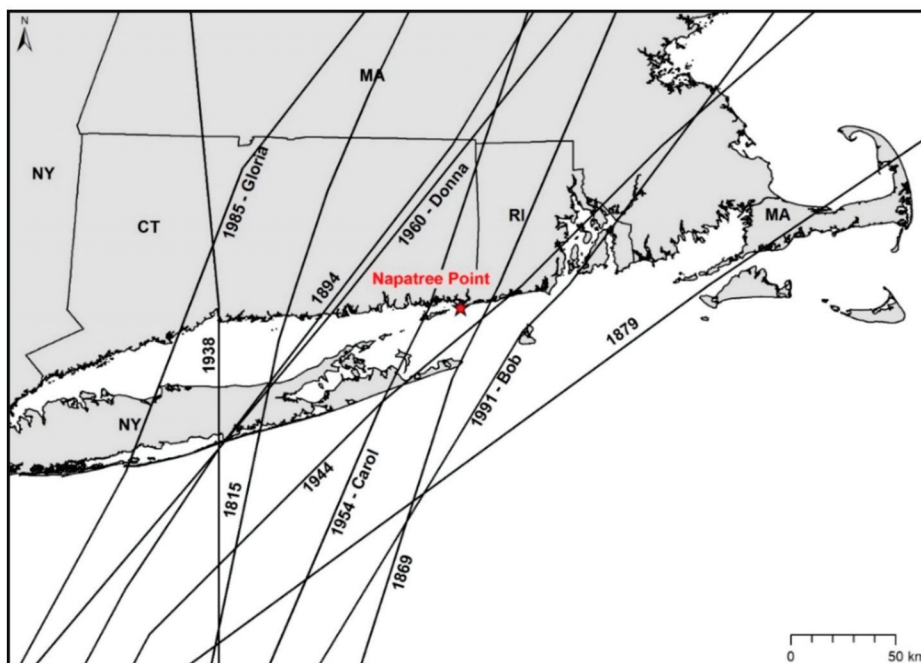 N
MA
NY
1985 - Gloria
1960 - Donna
CT
RI
MA
1894
Napatree Point
1938
1879
1991 - Bob
NY
1944
1815
1954 - Carol
1869
0
50 km